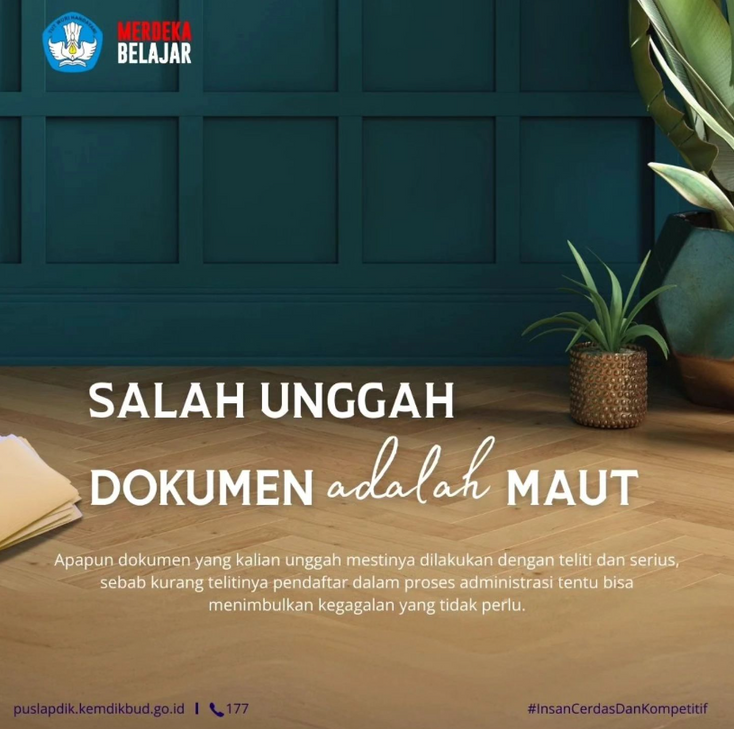 MERDEKA
BELAJAR
SALAH UNGGAH
DOKUMEN adalah MAUT
Apapun dokumen yang kalian unggah mestinya dilakukan dengan teliti dan serius,
sebab kurang telitinya pendaftar dalam proses administrasi tentu bisa
menimbulkan kegagalan yang tidak perlu.
puslapdik.kemdikbud.go.id | 177
#InsanCerdasDanKompetitif